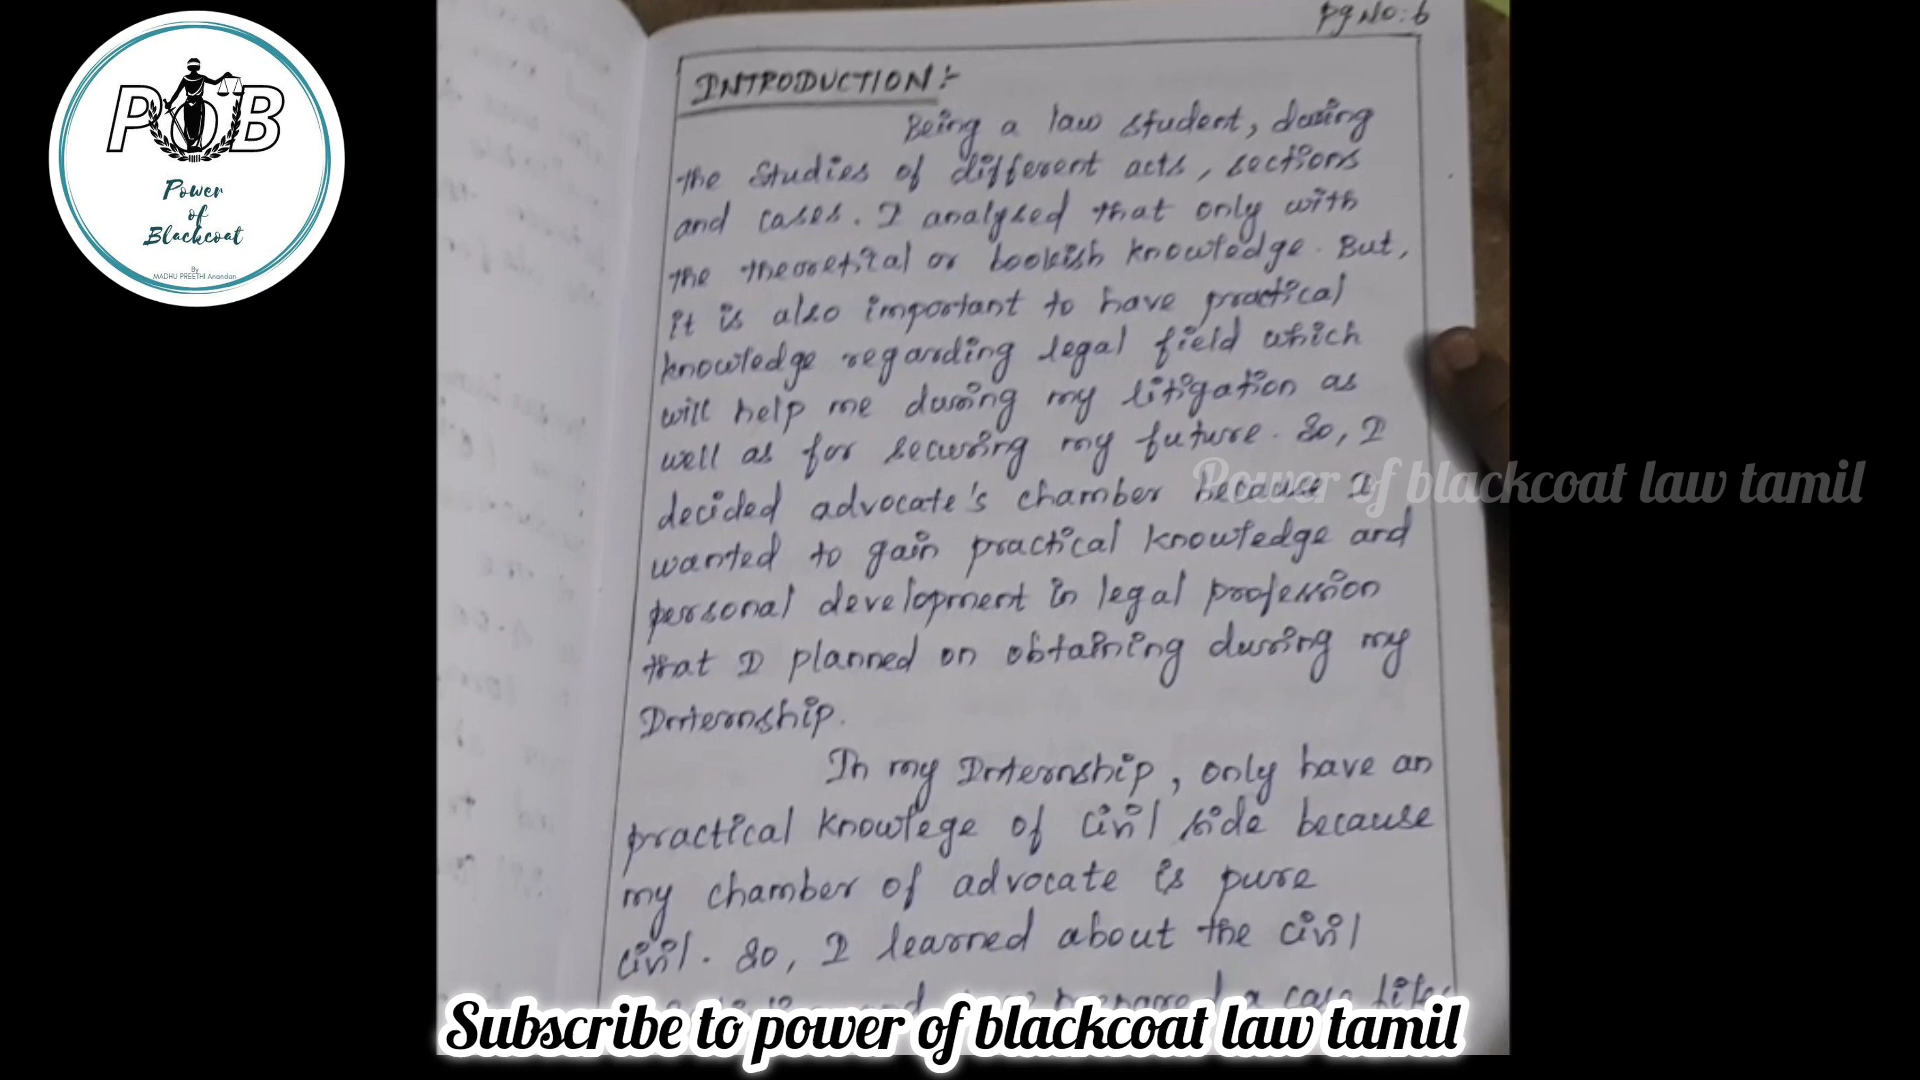 Pg No: 6
INTRODUCTION:-
Being a law student, during
the Studies of different acts, sections
and cases. I analysed that only with
the theoretical or bookish knowledge. But,
it is also important to have practical
knowledge regarding legal field which
will help me during my litigation as
well as for securing my future. So, I
decided advocate's chamber because I
wanted to gain practical knowledge and
personal development in legal profession
that I planned on obtaining during my
Internship.
In my Internship, only have an
practical knowlege of civil side because
my chamber of advocate is pure
civil. So, I learned about the civil
a case
POB
Power
of
Blackcoat
By
MADHU PREETHI Anandan
Power of blackcoat law tamil
Subscribe to power of blackcoat law tamil